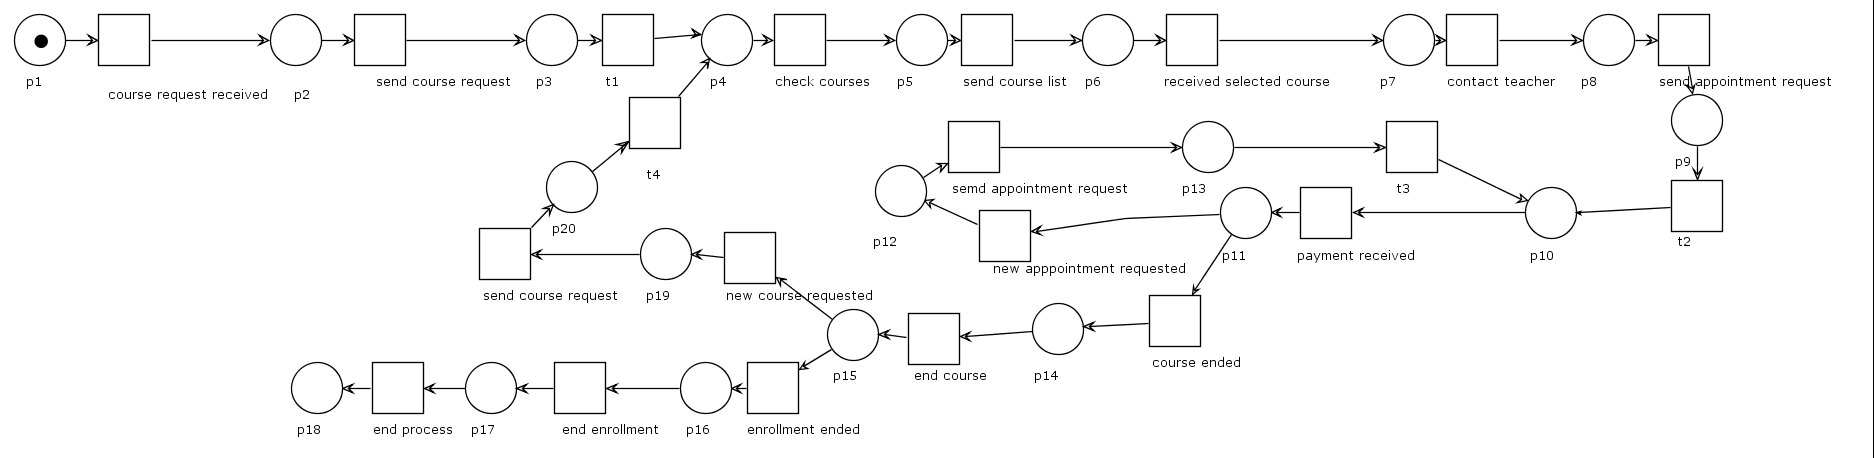 p1
course request received
p2
send course request
p3
t1
p4
check courses
p5
send course list
p6
received selected course
p7
contact teacher
p8
send appointment request
p9
t4
semd appointment request
p13
t3
p20
p12
new apppointment requested
p11
payment received
p10
t2
send course request
p19
new course requested
p15
end course
p14
course ended
p18
end process
p17
end enrollment
p16
enrollment ended